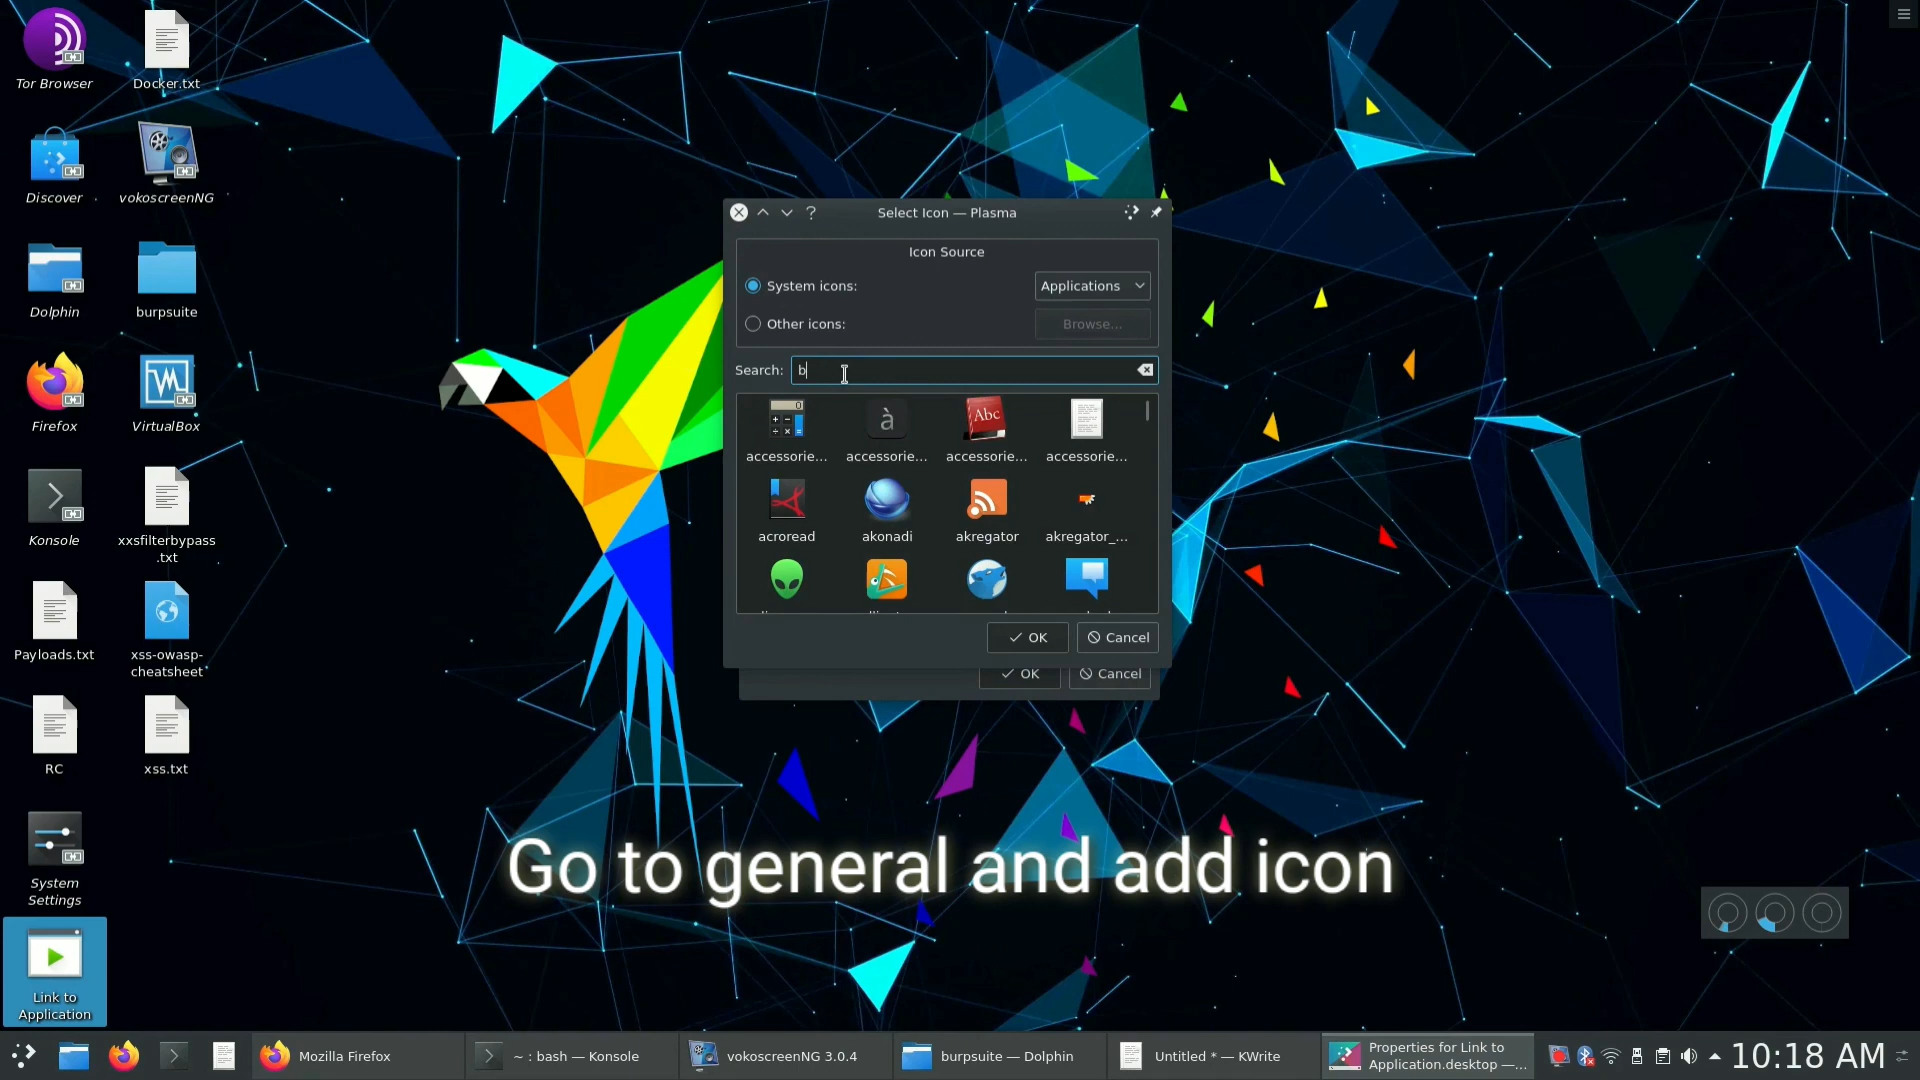 Tor Browser
Docker.txt
Discover
vokoscreenNG
Dolphin
burpsuite
Firefox
VirtualBox
Konsole
xxsfilterbypass
.txt
Payloads.txt
xss-owasp-
cheatsheet
RC
xss.txt
System
Settings
Link to
Application
Select Icon — Plasma
Icon Source
System icons:
Applications
Other icons:
Browse...
Search:
b
Abc
à
accessorie...
accessorie...
accessorie...
accessorie...
acroread
akonadi
akregator
akregator_...
OK
Cancel
OK
Cancel
Go to general and add icon
Mozilla Firefox
~ : bash — Konsole
vokoscreenNG 3.0.4
burpsuite — Dolphin
Untitled * — KWrite
Properties for Link to
Application.desktop —...
10:18 AM